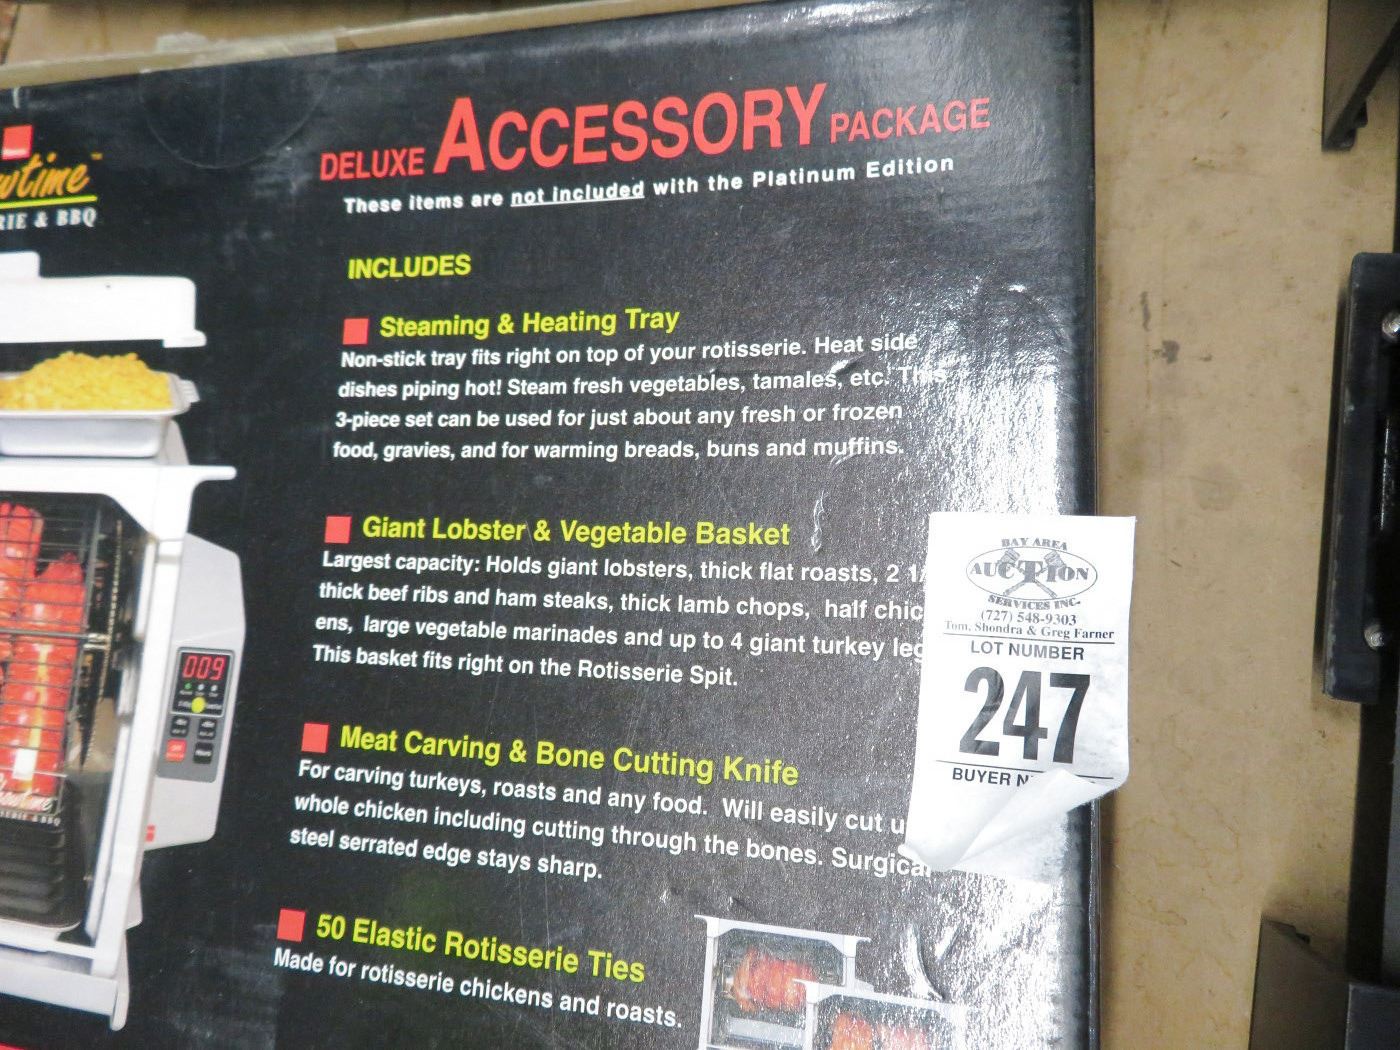 DELUXE ACCESSORY PACKAGE
These items are not included with the Platinum Edition
INCLUDES
Steaming & Heating Tray
Non-stick tray fits right on top of your rotisserie. Heat side
dishes piping hot! Steam fresh vegetables, tamales, etc. This
3-piece set can be used for just about any fresh or frozen
food, gravies, and for warming breads, buns and muffins.
Giant Lobster & Vegetable Basket
Largest capacity: Holds giant lobsters, thick flat roasts, 2
thick beef ribs and ham steaks, thick lamb chops, half chic
ens, large vegetable marinades and up to 4 giant turkey leg
This basket fits right on the Rotisserie Spit.
Meat Carving & Bone Cutting Knife
For carving turkeys, roasts and any food. Will easily cut u
whole chicken including cutting through the bones. Surgical
steel serrated edge stays sharp.
50 Elastic Rotisserie Ties
Made for rotisserie chickens and roasts.
wtime™
RIE & BBQ
009
BAY AREA
AUCTION
SERVICES INC.
(727) 548-9303
Tom, Shondra & Greg Farner
LOT NUMBER
247
BUYER N